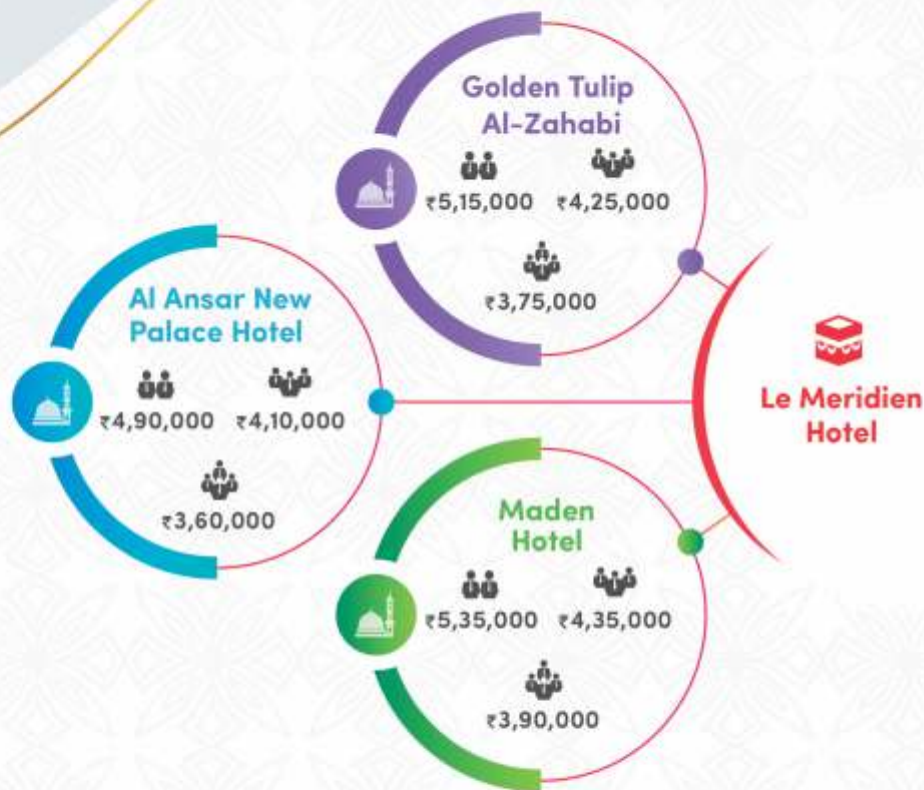 Golden Tulip
Al-Zahabi
₹5,15,000 ₹4,25,000
₹3,75,000
Al Ansar New
Palace Hotel
₹4,90,000 ₹4,10,000
₹3,60,000
Le Meridien
Hotel
Maden
Hotel
₹5,35,000 ₹4,35,000
₹3,90,000